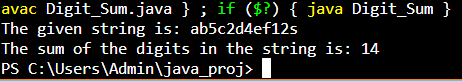 avac Digit_Sum.java } ; if ($?) { java Digit_Sum }
The given string is: ab5c2d4ef12s
The sum of the digits in the string is: 14
PS C:\Users\Admin\java_proj>